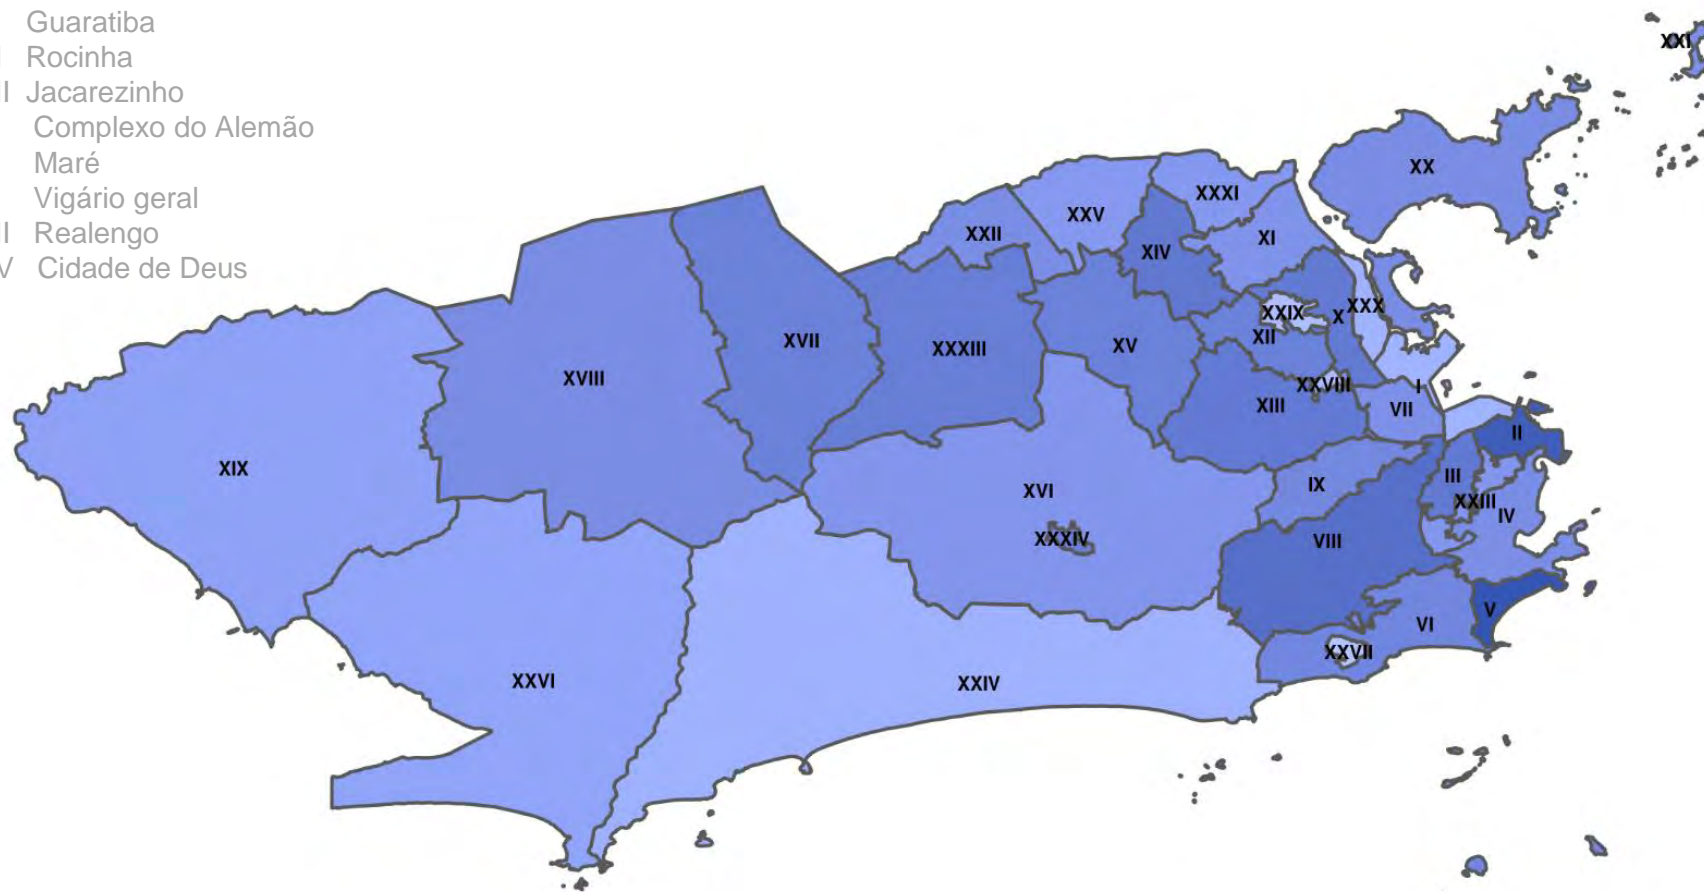 Guaratiba
I Rocinha
II Jacarezinho
Complexo do Alemão
Maré
Vigário geral
II Realengo
V Cidade de Deus
XXI
XX
XXXI
XXV
XXII
XI
XIV
XXIX
XXX
X
XII
XVII
XXXIII
XV
XVIII
XXVIII
I
XIII
VII
II
XIX
III
IX
XVI
XXIII
IV
XXXIV
VIII
V
VI
XXVII
XXVI
XXIV